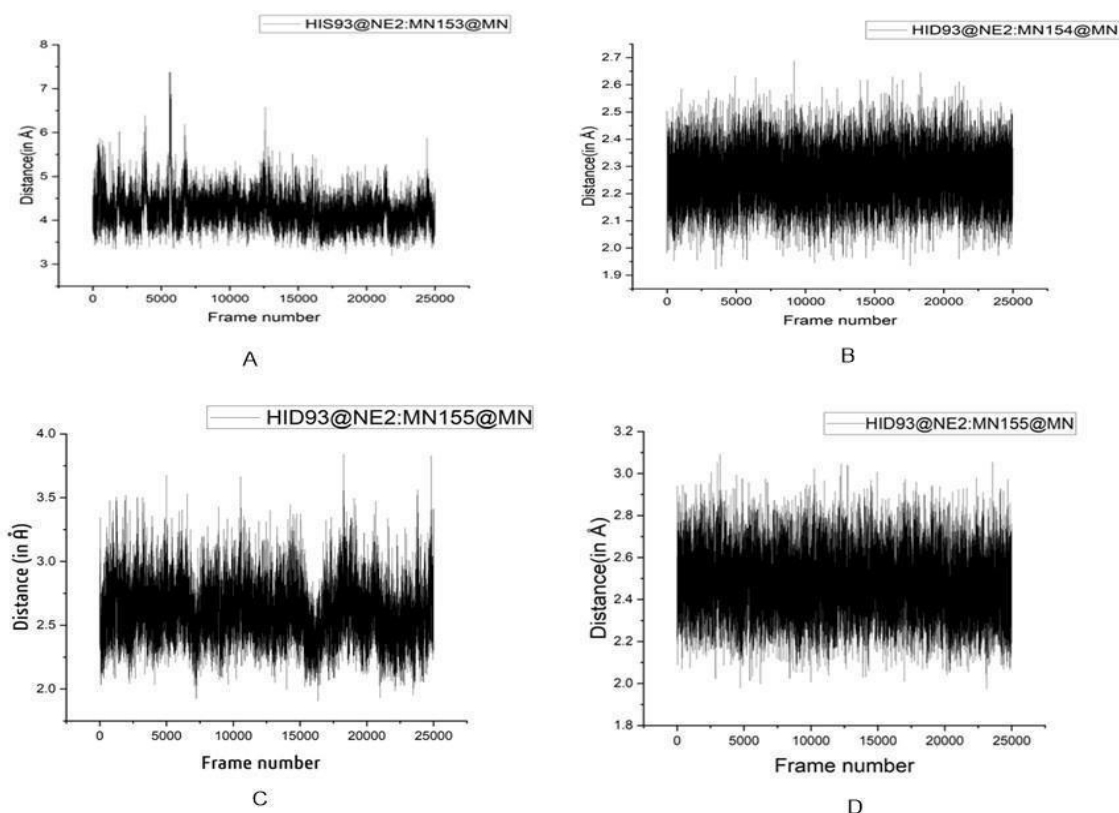 HIS93@NE2:MN153@MN
8
7
6
5
4
3
Distance(in Å)
0 5000 10000 15000 20000 25000
Frame number
A
HID93@NE2:MN154@MN
2.7
2.6
2.5
2.4
2.3
2.2
2.1
2.0
1.9
Distance(in Å)
0 5000 10000 15000 20000 25000
Frame number
B
HID93@NE2:MN155@MN
4.0
3.5
3.0
2.5
2.0
Distance (in Å)
0 5000 10000 15000 20000 25000
Frame number
C
HID93@NE2:MN155@MN
3.2
3.0
2.8
2.6
2.4
2.2
2.0
1.8
Distance(in Å)
0 5000 10000 15000 20000 25000
Frame number
D